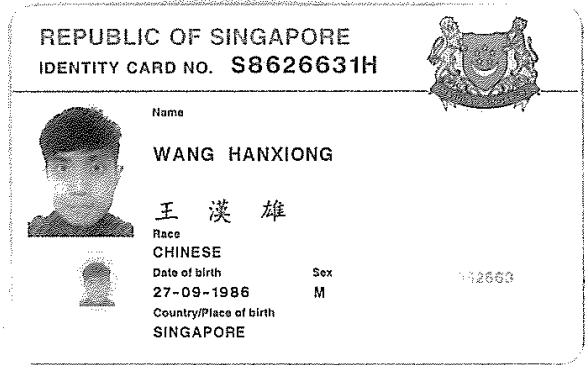 REPUBLIC OF SINGAPORE
IDENTITY CARD NO. S8626631H
Name
WANG HANXIONG
王 漢 雄
Race
CHINESE
Date of birth Sex
27-09-1986 M
Country/Place of birth
SINGAPORE